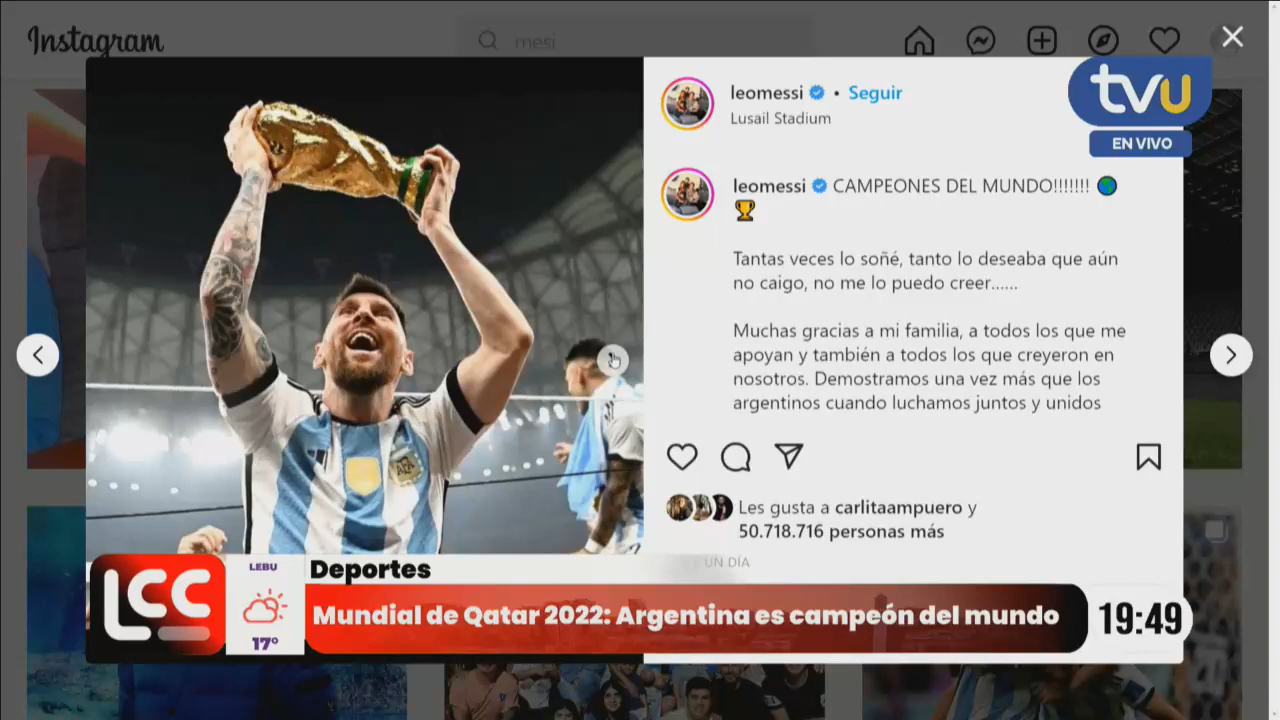 Instagram
mesi
leomessi • Seguir
Lusail Stadium
tvu
EN VIVO
leomessi CAMPEONES DEL MUNDO!!!!!!!
Tantas veces lo soñé, tanto lo deseaba que aún
no caigo, no me lo puedo creer......
Muchas gracias a mi familia, a todos los que me
apoyan y también a todos los que creyeron en
nosotros. Demostramos una vez más que los
argentinos cuando luchamos juntos y unidos
AFA
Les gusta a carlitaampuero y
50.718.716 personas más
UN DÍA
LCC
LEBU
17°
Deportes
Mundial de Qatar 2022: Argentina es campeón del mundo
19:49